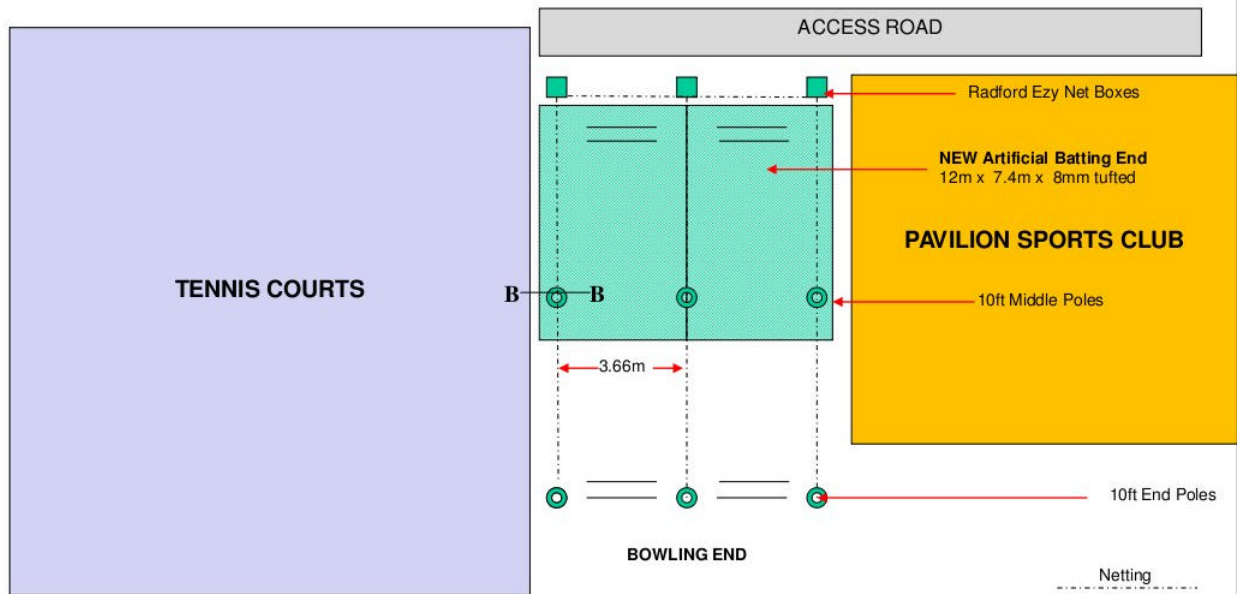 ACCESS ROAD
Radford Ezy Net Boxes
NEW Artificial Batting End
12m x 7.4m x 8mm tufted
PAVILION SPORTS CLUB
TENNIS COURTS
B B
10ft Middle Poles
3.66m
10ft End Poles
BOWLING END
Netting